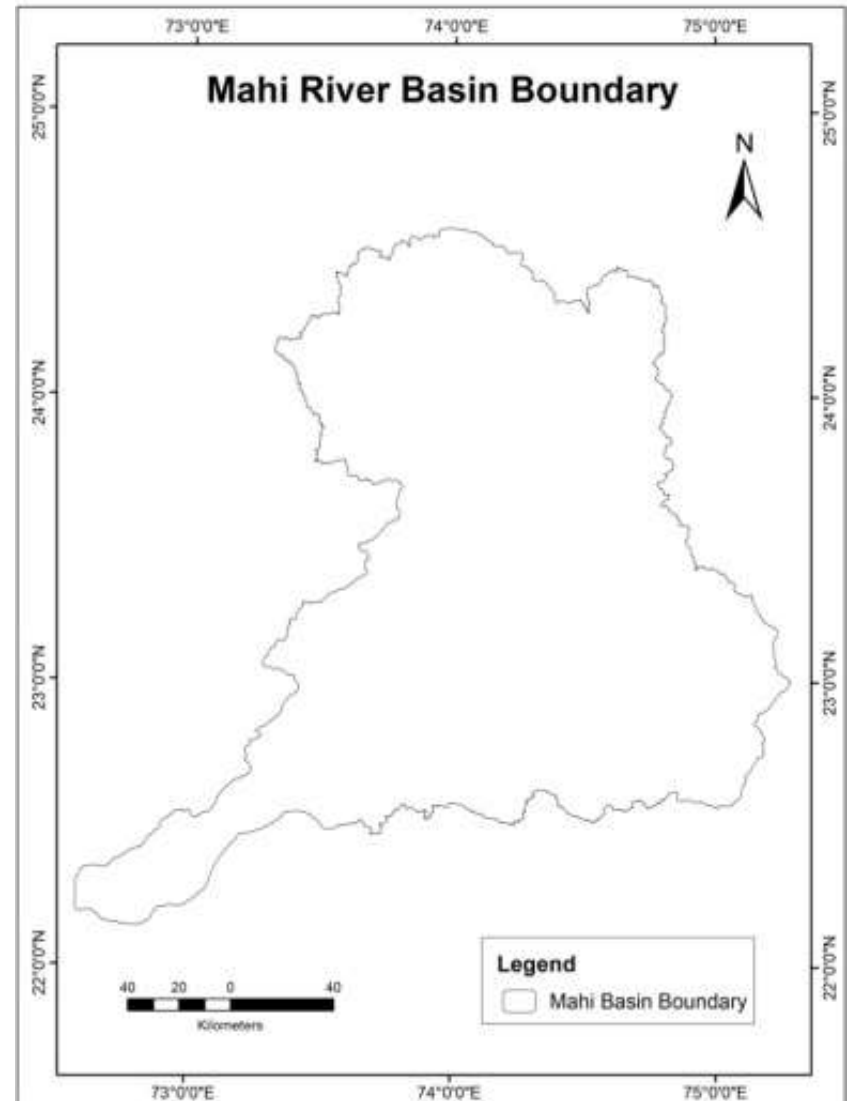 73°0'0"E 74°0'0"E 75°0'0"E
Mahi River Basin Boundary
N
25°0'0"N 25°0'0"N
24°0'0"N 24°0'0"N
23°0'0"N 23°0'0"N
22°0'0"N 22°0'0"N
Legend
Mahi Basin Boundary
40 20 0 40
Kilometers
73°0'0"E 74°0'0"E 75°0'0"E